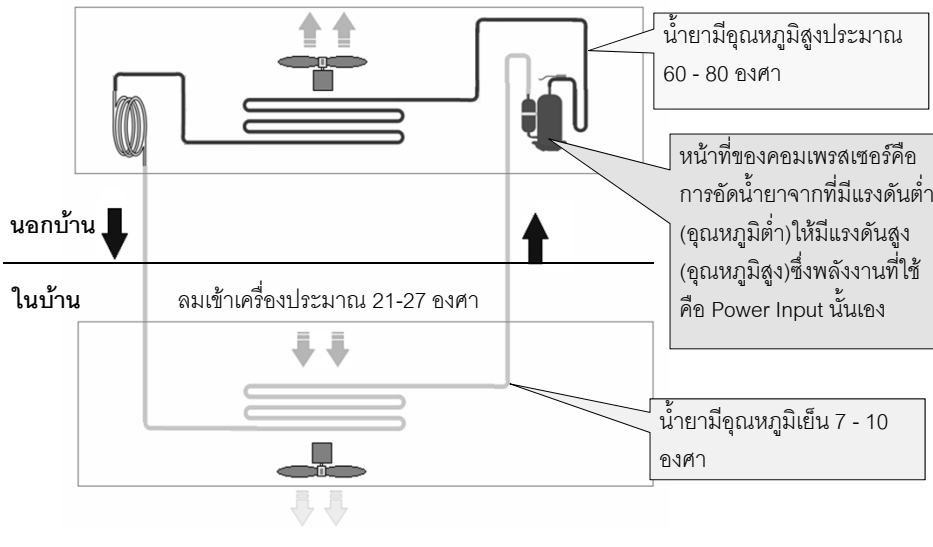 น้ำยามีอุณหภูมิสูงประมาณ
60 - 80 องศา
หน้าที่ของคอมเพรสเซอร์คือ
การอัดน้ำยาจากที่มีแรงดันต่ำ
(อุณหภูมิต่ำ)ให้มีแรงดันสูง
(อุณหภูมิสูง)ซึ่งพลังงานที่ใช้
คือ Power Input นั้นเอง
นอกบ้าน
ในบ้าน
ลมเข้าเครื่องประมาณ 21-27 องศา
น้ำยามีอุณหภูมิเย็น 7 - 10
องศา